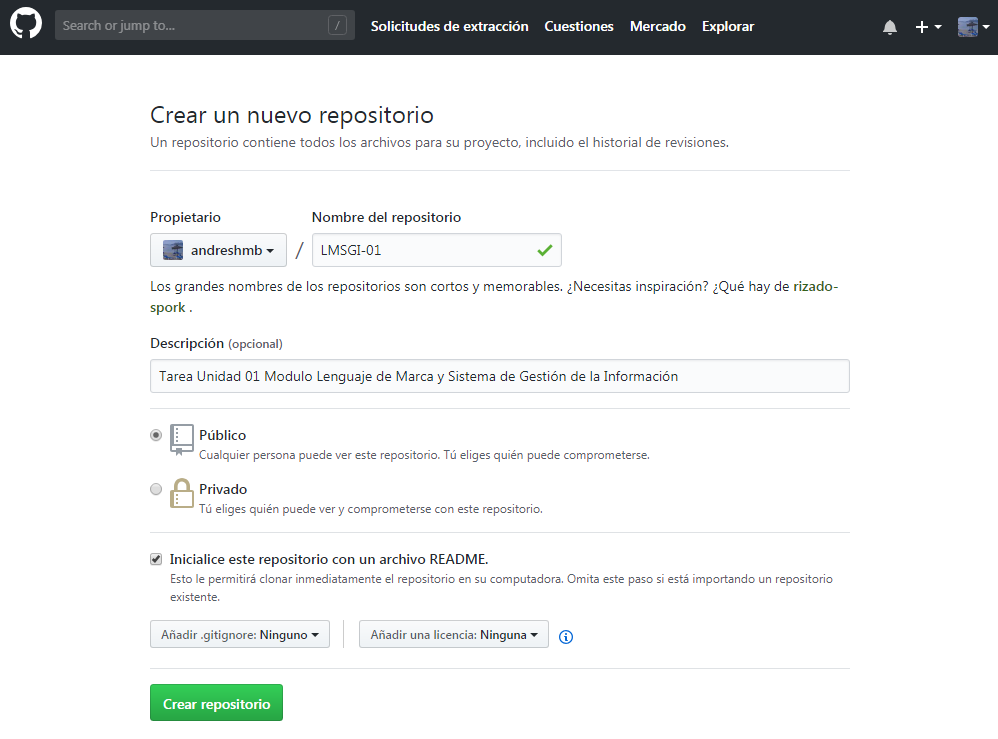 Search or jump to... /
Solicitudes de extracción Cuestiones Mercado Explorar
Crear un nuevo repositorio
Un repositorio contiene todos los archivos para su proyecto, incluido el historial de revisiones.
Propietario Nombre del repositorio
andreshmb / LMSGI-01
Los grandes nombres de los repositorios son cortos y memorables. ¿Necesitas inspiración? ¿Qué hay de rizado-
spork .
Descripción (opcional)
Tarea Unidad 01 Modulo Lenguaje de Marca y Sistema de Gestión de la Información
Público
Cualquier persona puede ver este repositorio. Tú eliges quién puede comprometerse.
Privado
Tú eliges quién puede ver y comprometerse con este repositorio.
Inicialice este repositorio con un archivo README.
Esto le permitirá clonar inmediatamente el repositorio en su computadora. Omita este paso si está importando un repositorio
existente.
Añadir .gitignore: Ninguno Añadir una licencia: Ninguna
Crear repositorio